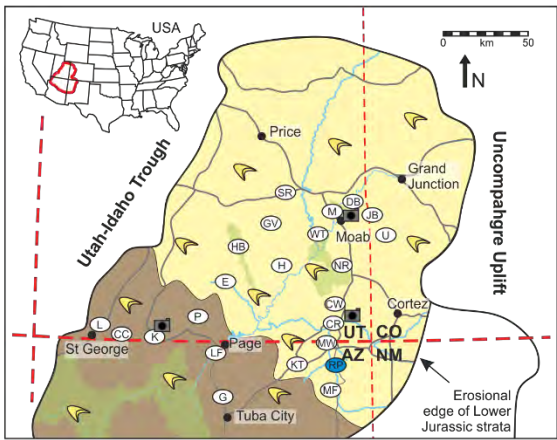 USA
0 km 50
N
Price
Utah-Idaho Trough
Uncompahgre Uplift
Grand
Junction
SR
DB
M
JB
GV
WT
Moab
U
HB
H
NR
E
CW
Cortez
P
CR
UT CO
L
CC
K
St George
LF
Page
MW
AZ NM
KT
RP
MF
G
Tuba City
Erosional
edge of Lower
Jurassic strata